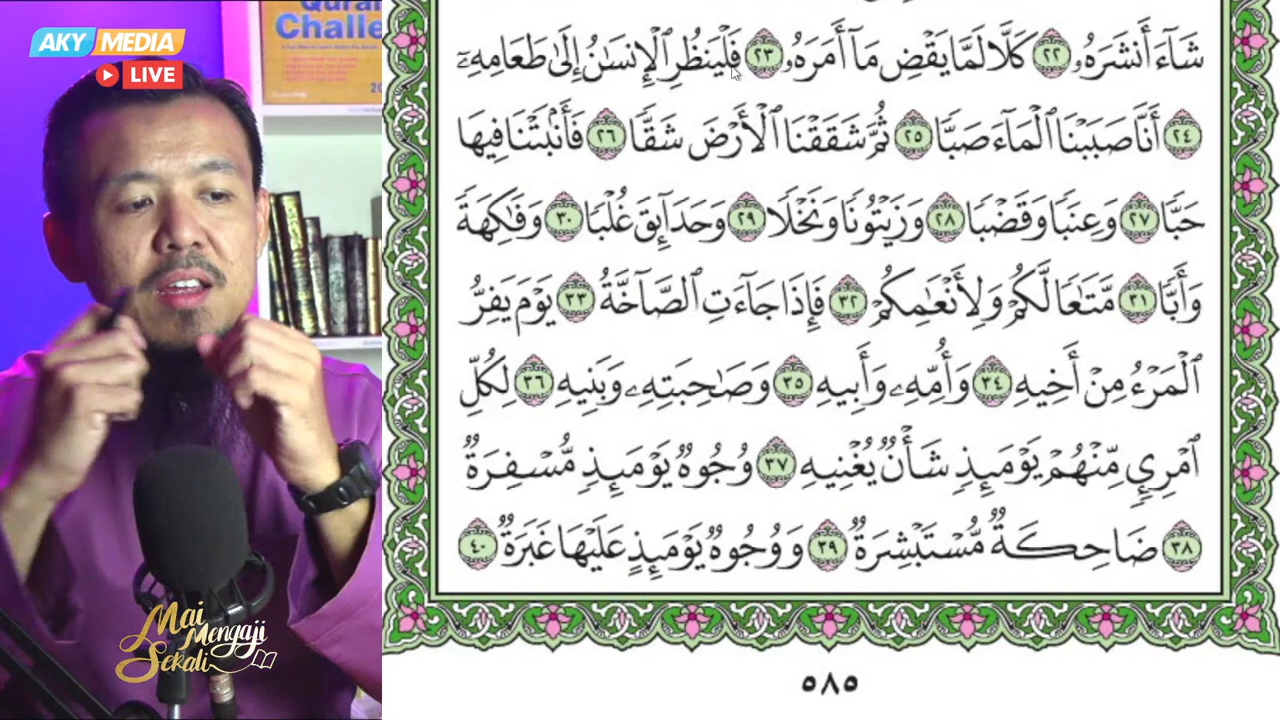 AKY MEDIA
LIVE
Quran
Challe
20
Mai
Mengaji
Sekali
شَآءَ أَنشَرَهُۥ ٢٢ كَلَّا لَمَّا يَقْضِ مَآ أَمَرَهُۥ ٢٣ فَلْيَنظُرِ ٱلْإِنسَـٰنُ إِلَىٰ طَعَامِهِۦٓ
٢٤ أَنَّا صَبَبْنَا ٱلْمَآءَ صَبًّا ٢٥ ثُمَّ شَقَقْنَا ٱلْأَرْضَ شَقًّا ٢٦ فَأَنۢبَتْنَا فِيهَا
حَبًّا ٢٧ وَعِنَبًا وَقَضْبًا ٢٨ وَزَيْتُونًا وَنَخْلًا ٢٩ وَحَدَآئِقَ غُلْبًا ٣٠ وَفَـٰكِهَةً
وَأَبًّا ٣١ مَّتَـٰعًا لَّكُمْ وَلِأَنْعَـٰمِكُمْ ٣٢ فَإِذَا جَآءَتِ ٱلصَّآخَّةُ ٣٣ يَوْمَ يَفِرُّ
ٱلْمَرْءُ مِنْ أَخِيهِ ٣٤ وَأُمِّهِۦ وَأَبِيهِ ٣٥ وَصَـٰحِبَتِهِۦ وَبَنِيهِ ٣٦ لِكُلِّ
ٱمْرِئٍ مِّنْهُمْ يَوْمَئِذٍ شَأْنٌ يُغْنِيهِ ٣٧ وُجُوهٌ يَوْمَئِذٍ مُّسْفِرَةٌ
٣٨ ضَاحِكَةٌ مُّسْتَبْشِرَةٌ ٣٩ وَوُجُوهٌ يَوْمَئِذٍ عَلَيْهَا غَبَرَةٌ ٤٠
٥٨٥